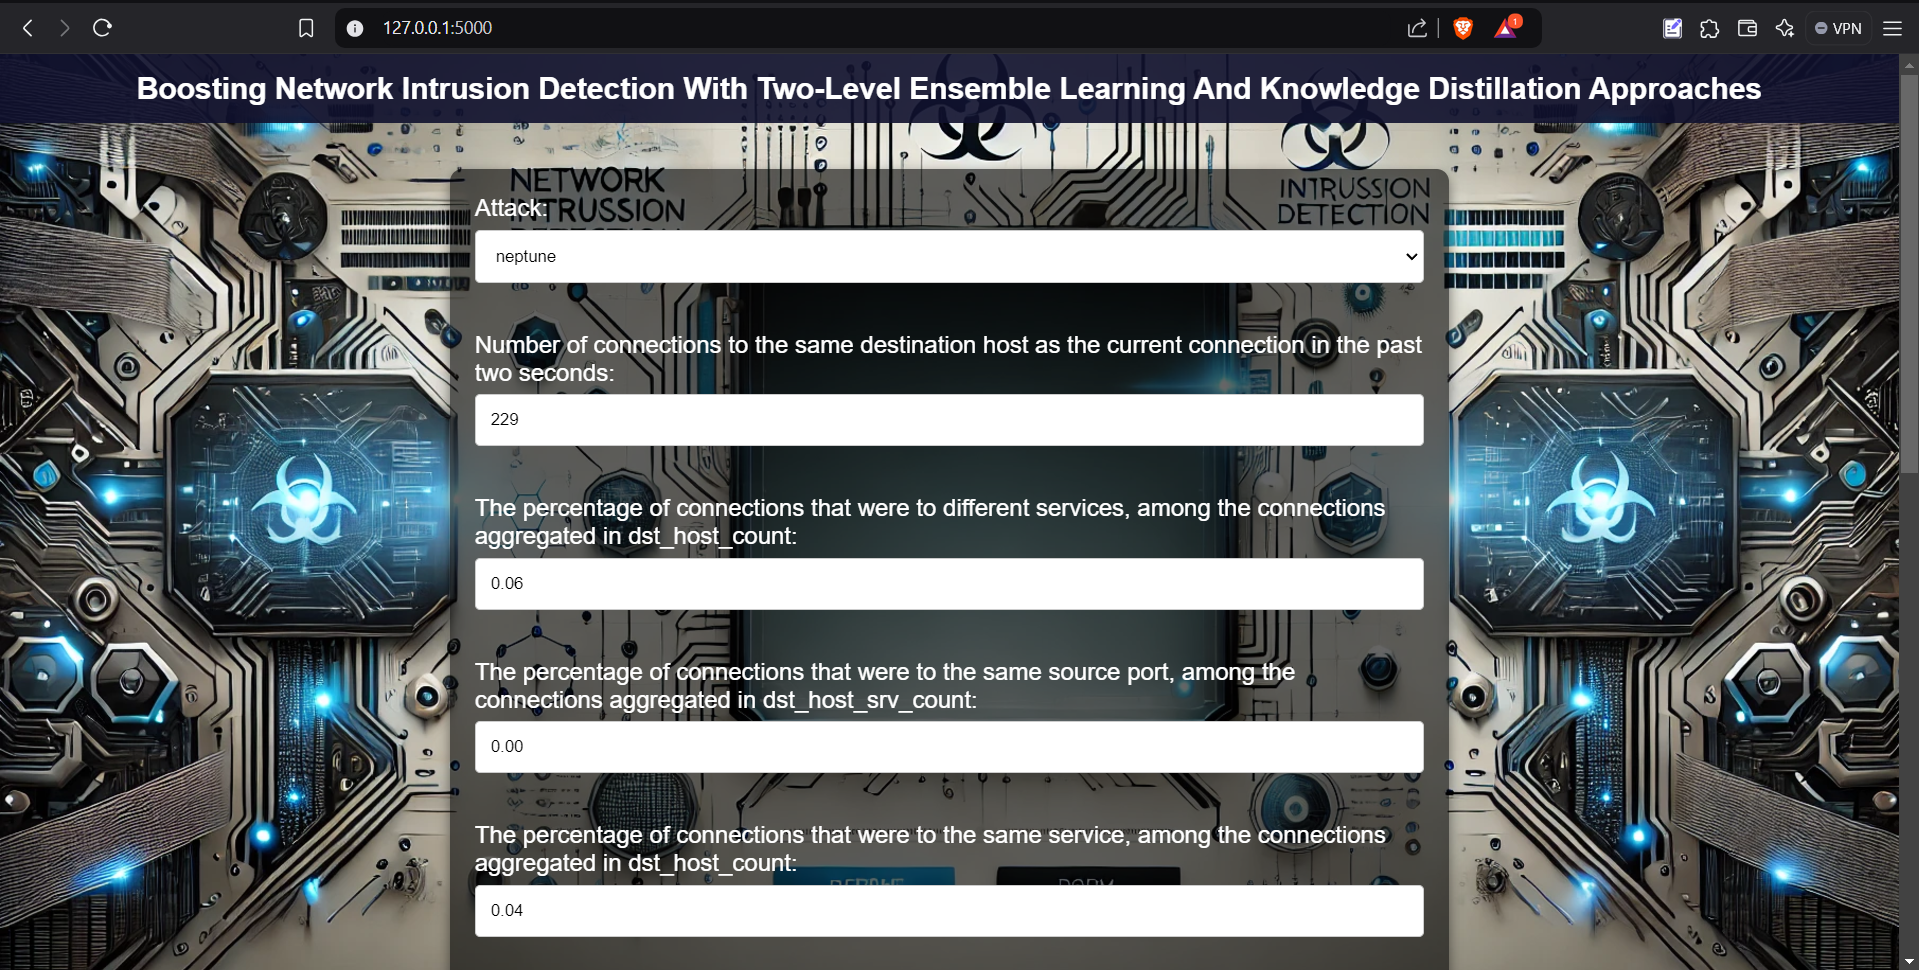 127.0.0.1:5000
1
VPN
Boosting Network Intrusion Detection With Two-Level Ensemble Learning And Knowledge Distillation Approaches
NETWORK
INTRUSSION
NTRUSSION
DETECTION
Attack:
neptune
Number of connections to the same destination host as the current connection in the past
two seconds:
229
The percentage of connections that were to different services, among the connections
aggregated in dst_host_count:
0.06
The percentage of connections that were to the same source port, among the
connections aggregated in dst_host_srv_count:
0.00
The percentage of connections that were to the same service, among the connections
aggregated in dst_host_count:
0.04